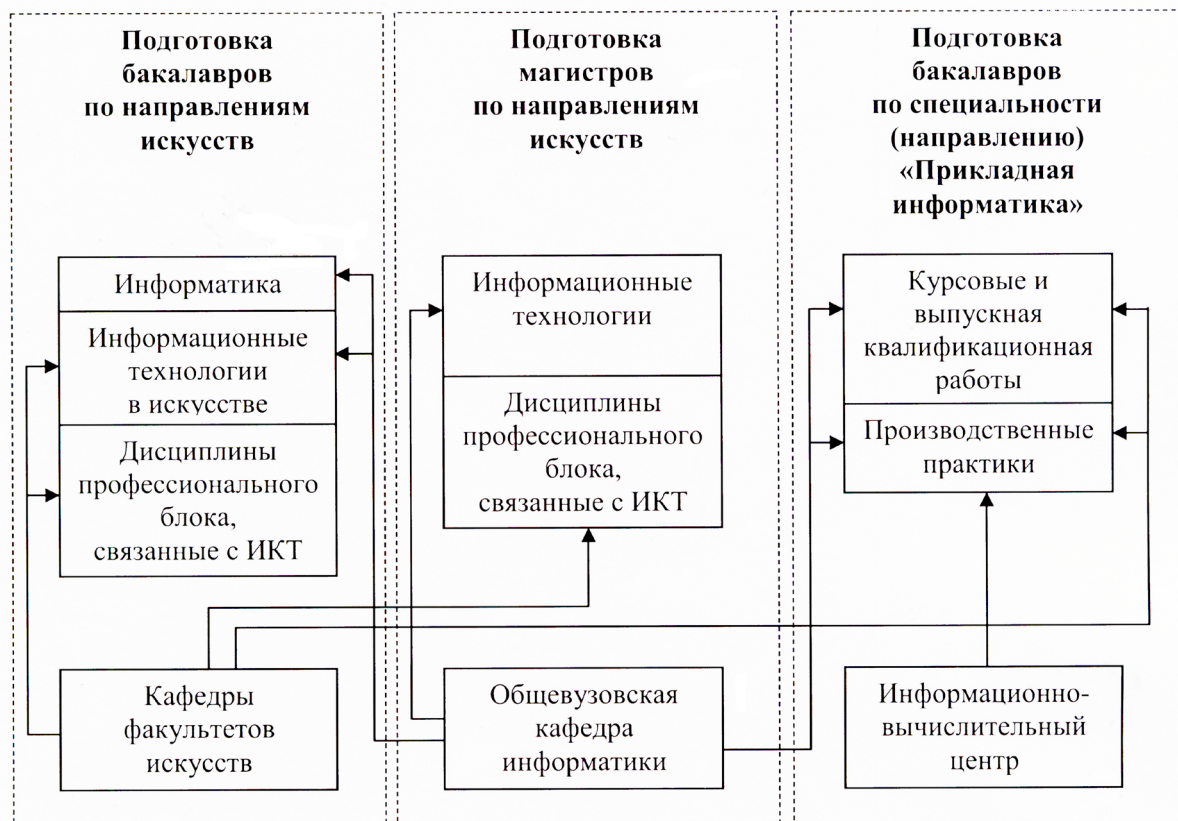 Подготовка
бакалавров
по направлениям
искусств
Подготовка
магистров
по направлениям
искусств
Подготовка
бакалавров
по специальности
(направлению)
«Прикладная
информатика»
Информатика
Информационные
технологии
в искусстве
Дисциплины
профессионального
блока,
связанные с ИКТ
Информационные
технологии
Дисциплины
профессионального
блока,
связанные с ИКТ
Курсовые и
выпускная
квалификационная
работы
Производственные
практики
Кафедры
факультетов
искусств
Общевузовская
кафедра
информатики
Информационно-
вычислительный
центр